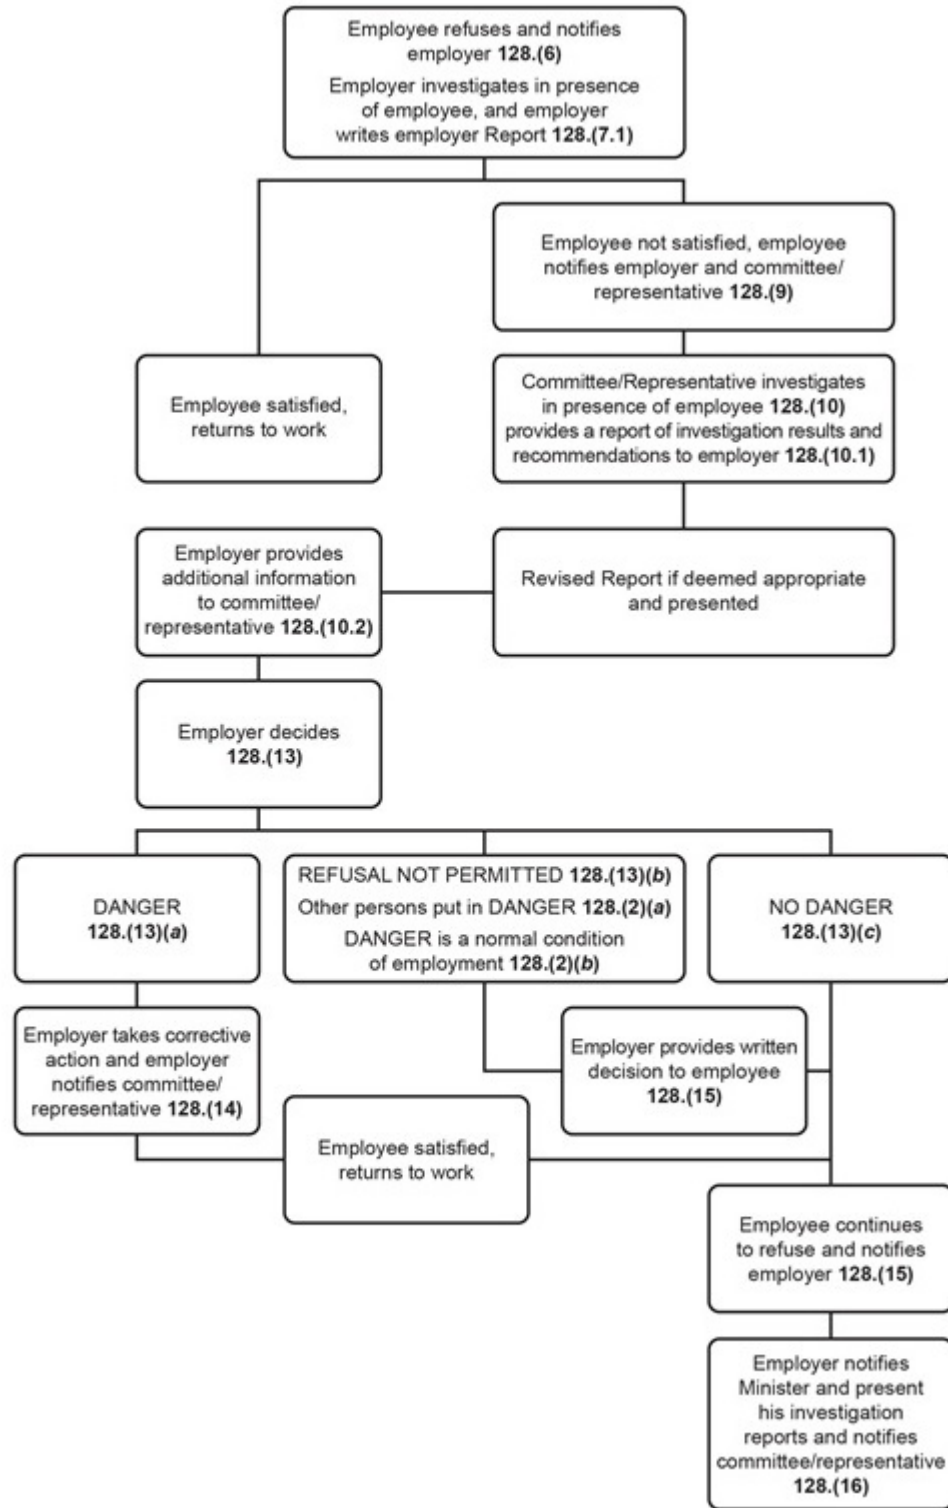 Employee refuses and notifies
employer 128.(6)
Employer investigates in presence
of employee, and employer
writes employer Report 128.(7.1)
Employee not satisfied, employee
notifies employer and committee/
representative 128.(9)
Employee satisfied,
returns to work
Committee/Representative investigates
in presence of employee 128.(10)
provides a report of investigation results and
recommendations to employer 128.(10.1)
Employer provides
additional information
to committee/
representative 128.(10.2)
Revised Report if deemed appropriate
and presented
Employer decides
128.(13)
DANGER
128.(13)(a)
REFUSAL NOT PERMITTED 128.(13)(b)
Other persons put in DANGER 128.(2)(a)
DANGER is a normal condition
of employment 128.(2)(b)
NO DANGER
128.(13)(c)
Employer takes corrective
action and employer
notifies committee/
representative 128.(14)
Employer provides written
decision to employee
128.(15)
Employee satisfied,
returns to work
Employee continues
to refuse and notifies
employer 128.(15)
Employer notifies
Minister and present
his investigation
reports and notifies
committee/representative
128.(16)